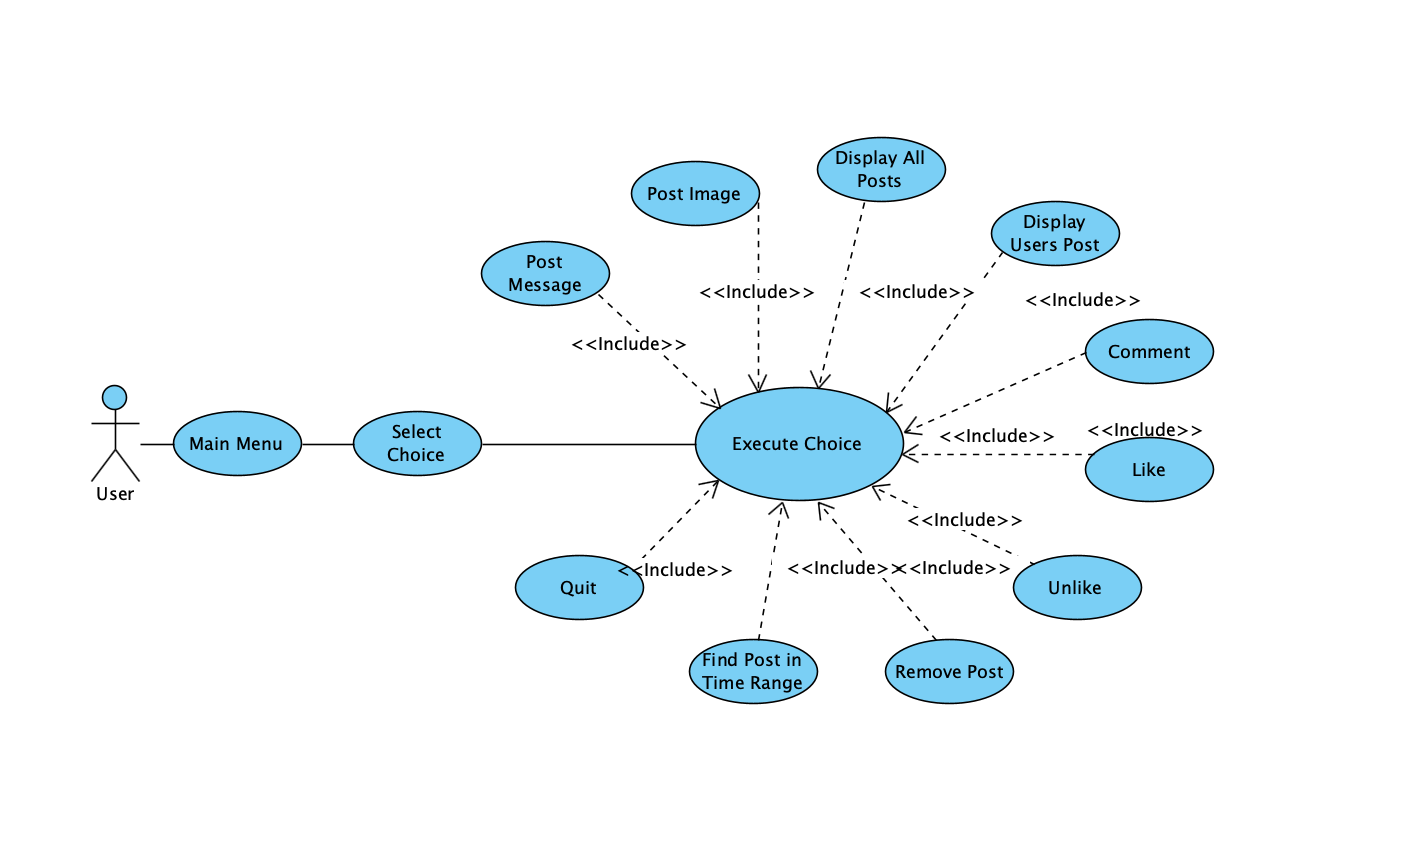 Display All
Posts
Post Image
Display
Users Post
Post
Message
<<Include>>
<<Include>>
<<Include>>
<<Include>>
Comment
Main Menu
Select
Choice
Execute Choice
<<Include>>
<<Include>>
Like
User
<<Include>>
Quit
<<Include>>
<<Include>>
<<Include>>
Unlike
Find Post in
Time Range
Remove Post